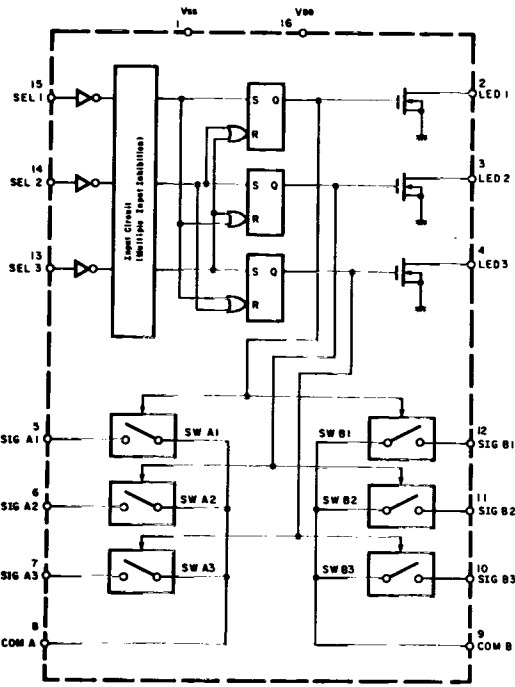 VSS VDD
1 16
15
SEL 1
14
SEL 2
13
SEL 3
Input Circuit
(Multiple Input Inhibition)
S Q
R
S Q
R
S Q
R
2
LED 1
3
LED 2
4
LED 3
5
SIG A1
SW A1
SW B1
12
SIG B1
6
SIG A2
SW A2
SW B2
11
SIG B2
7
SIG A3
SW A3
SW B3
10
SIG B3
8
COM A
9
COM B